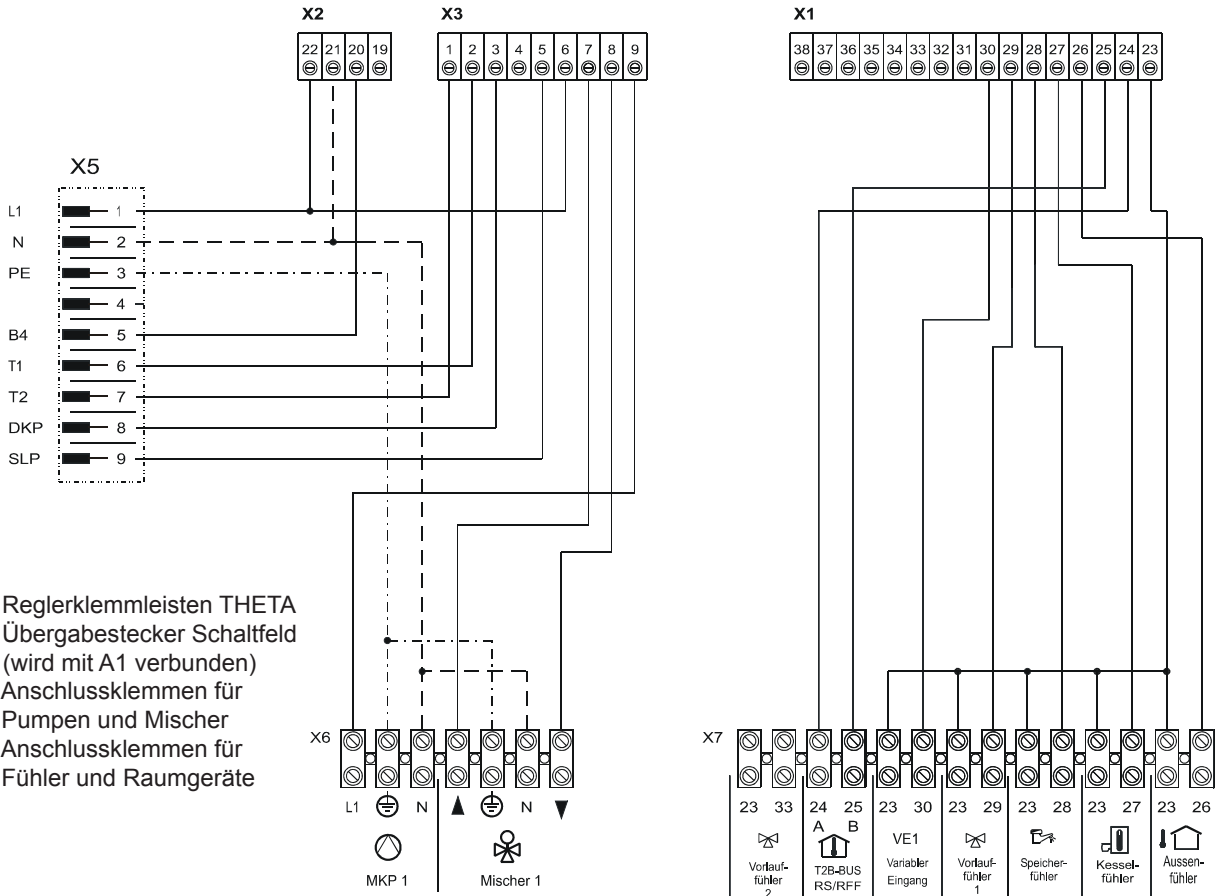 X2 X3 X1
22 21 20 19
1 2 3 4 5 6 7 8 9
38 37 36 35 34 33 32 31 30 29 28 27 26 25 24 23
X5
L1 1
N 2
PE 3
4
B4 5
T1 6
T2 7
DKP 8
SLP 9
Reglerklemmleisten THETA
Übergabestecker Schaltfeld
(wird mit A1 verbunden)
Anschlussklemmen für
Pumpen und Mischer
Anschlussklemmen für
Fühler und Raumgeräte
X6
L1 N N
MKP 1 Mischer 1
X7
23 33 24 25 23 30 23 29 23 28 23 27 23 26
A B
Vorlauf-
fühler
2
T2B-BUS
RS/RFF
VE1
Variabler
Eingang
Vorlauf-
fühler
1
Speicher-
fühler
Kessel-
fühler
Aussen-
fühler